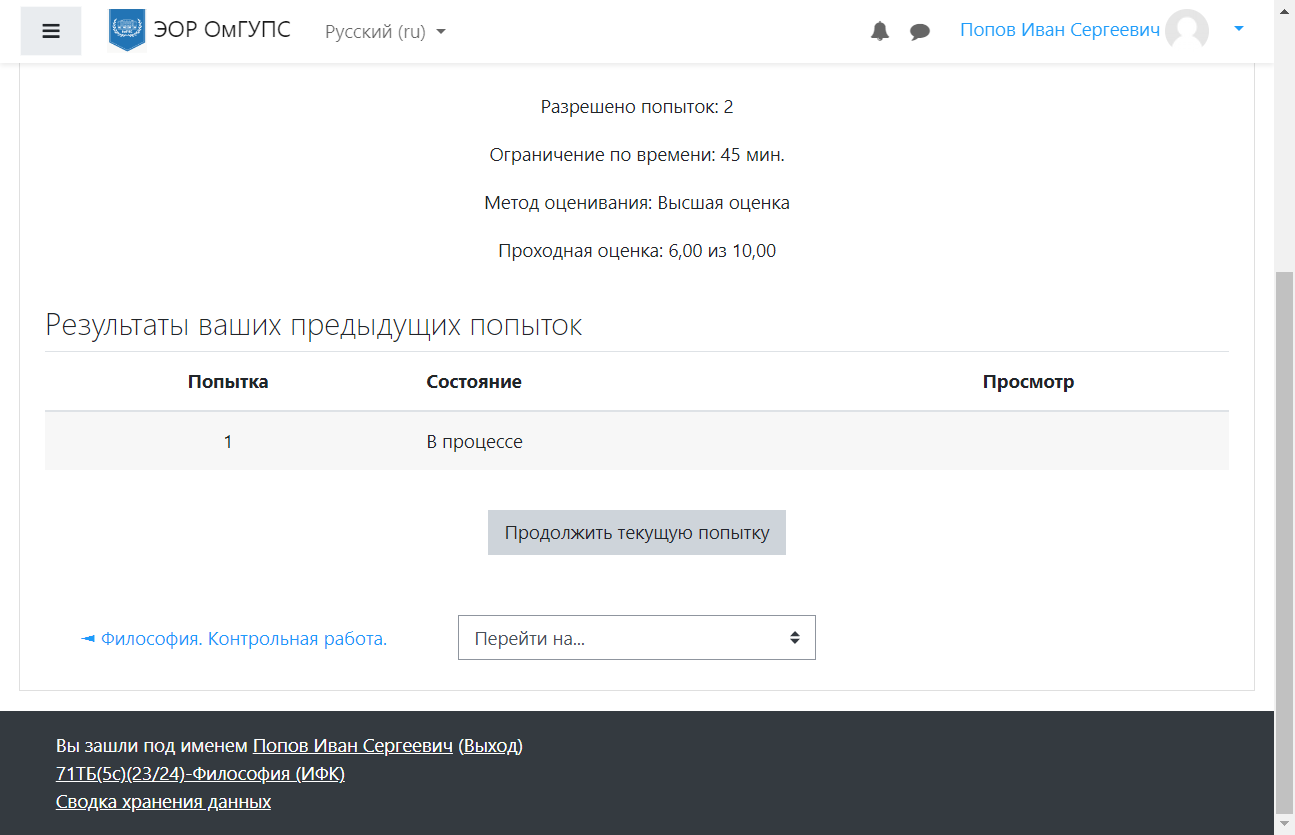 ЭОР ОмГУПС
Русский (ru)
Попов Иван Сергеевич
Разрешено попыток: 2
Ограничение по времени: 45 мин.
Метод оценивания: Высшая оценка
Проходная оценка: 6,00 из 10,00
Результаты ваших предыдущих попыток
Попытка Состояние Просмотр
1 В процессе
Продолжить текущую попытку
◄ Философия. Контрольная работа.
Перейти на...
Вы зашли под именем Попов Иван Сергеевич (Выход)
71ТБ(5с)(23/24)-Философия (ИФК)
Сводка хранения данных